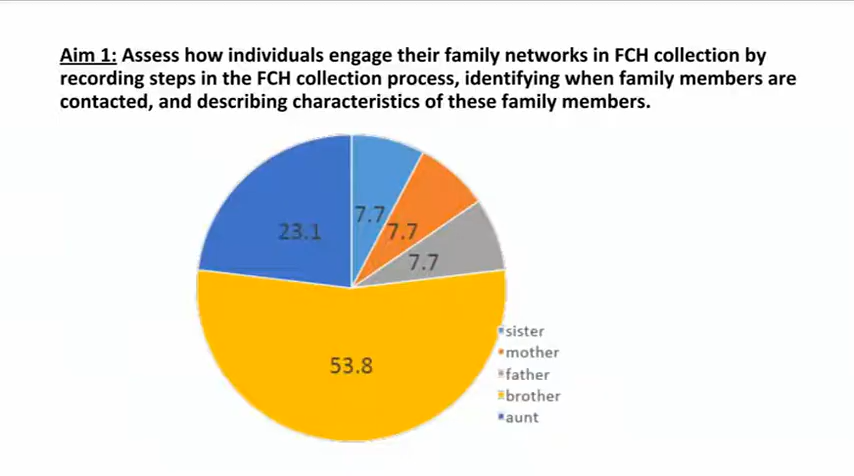 Aim 1: Assess how individuals engage their family networks in FCH collection by
recording steps in the FCH collection process, identifying when family members are
contacted, and describing characteristics of these family members.
23.1
7.7
7.7
7.7
53.8
sister
mother
father
brother
aunt